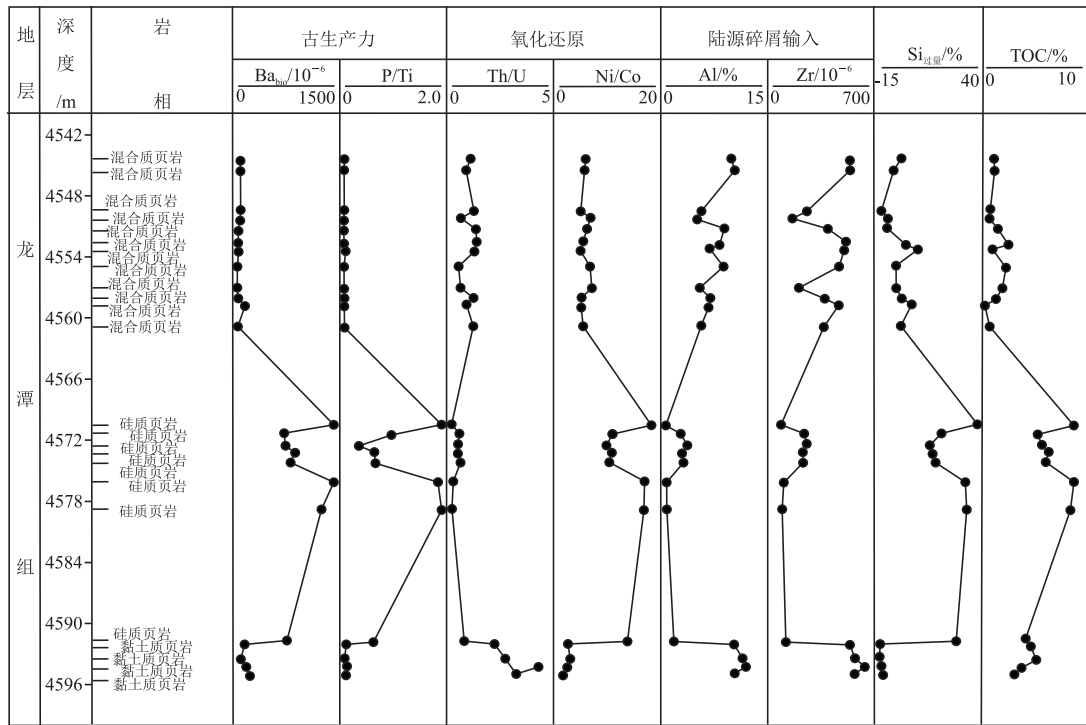 地层 深度/m 岩相 古生产力 氧化还原 陆源碎屑输入
Ba_bio/10⁻⁶ P/Ti Th/U Ni/Co Al/% Zr/10⁻⁶ Si过量/% TOC/%
0 1500 0 2.0 0 5 0 20 0 15 0 700 -15 40 0 10
龙潭组
4542
混合质页岩
混合质页岩
4548
混合质页岩
混合质页岩
混合质页岩
混合质页岩
4554
混合质页岩
混合质页岩
混合质页岩
混合质页岩
混合质页岩
4560
混合质页岩
4566
硅质页岩
硅质页岩
4572
硅质页岩
硅质页岩
硅质页岩
硅质页岩
4578
硅质页岩
4584
4590
硅质页岩
黏土质页岩
黏土质页岩
黏土质页岩
4596
黏土质页岩